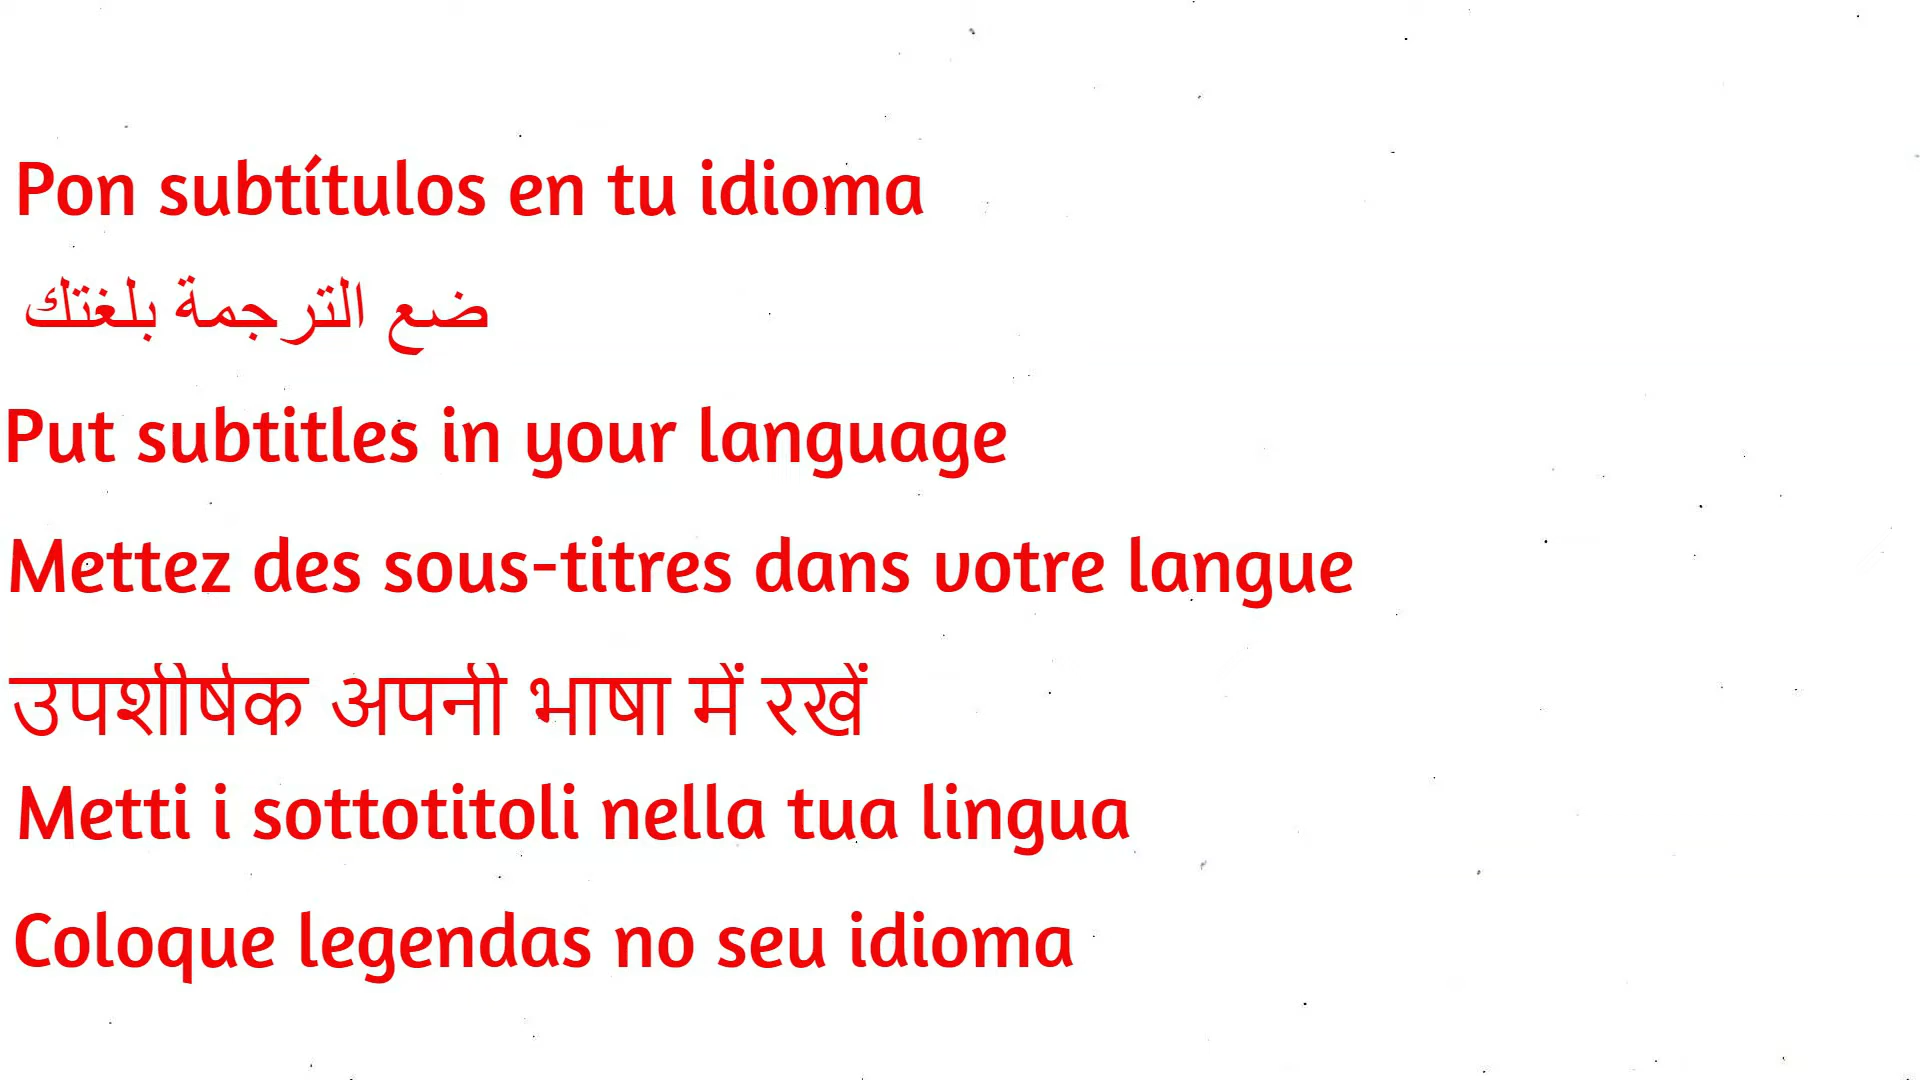 Pon subtítulos en tu idioma
ضع الترجمة بلغتك
Put subtitles in your language
Mettez des sous-titres dans votre langue
उपशीर्षक अपनी भाषा में रखें
Metti i sottotitoli nella tua lingua
Coloque legendas no seu idioma